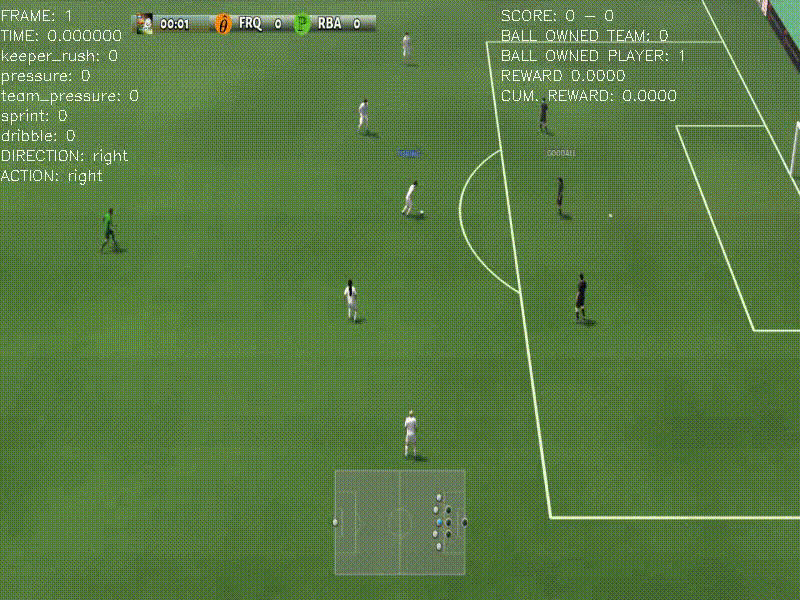 FRAME: 1
TIME: 0.000000
keeper_rush: 0
pressure: 0
team_pressure: 0
sprint: 0
dribble: 0
DIRECTION: right
ACTION: right
00:01 FRQ 0 P RBA 0
SCORE: 0 - 0
BALL OWNED TEAM: 0
BALL OWNED PLAYER: 1
REWARD 0.0000
CUM. REWARD: 0.0000
GOODALL